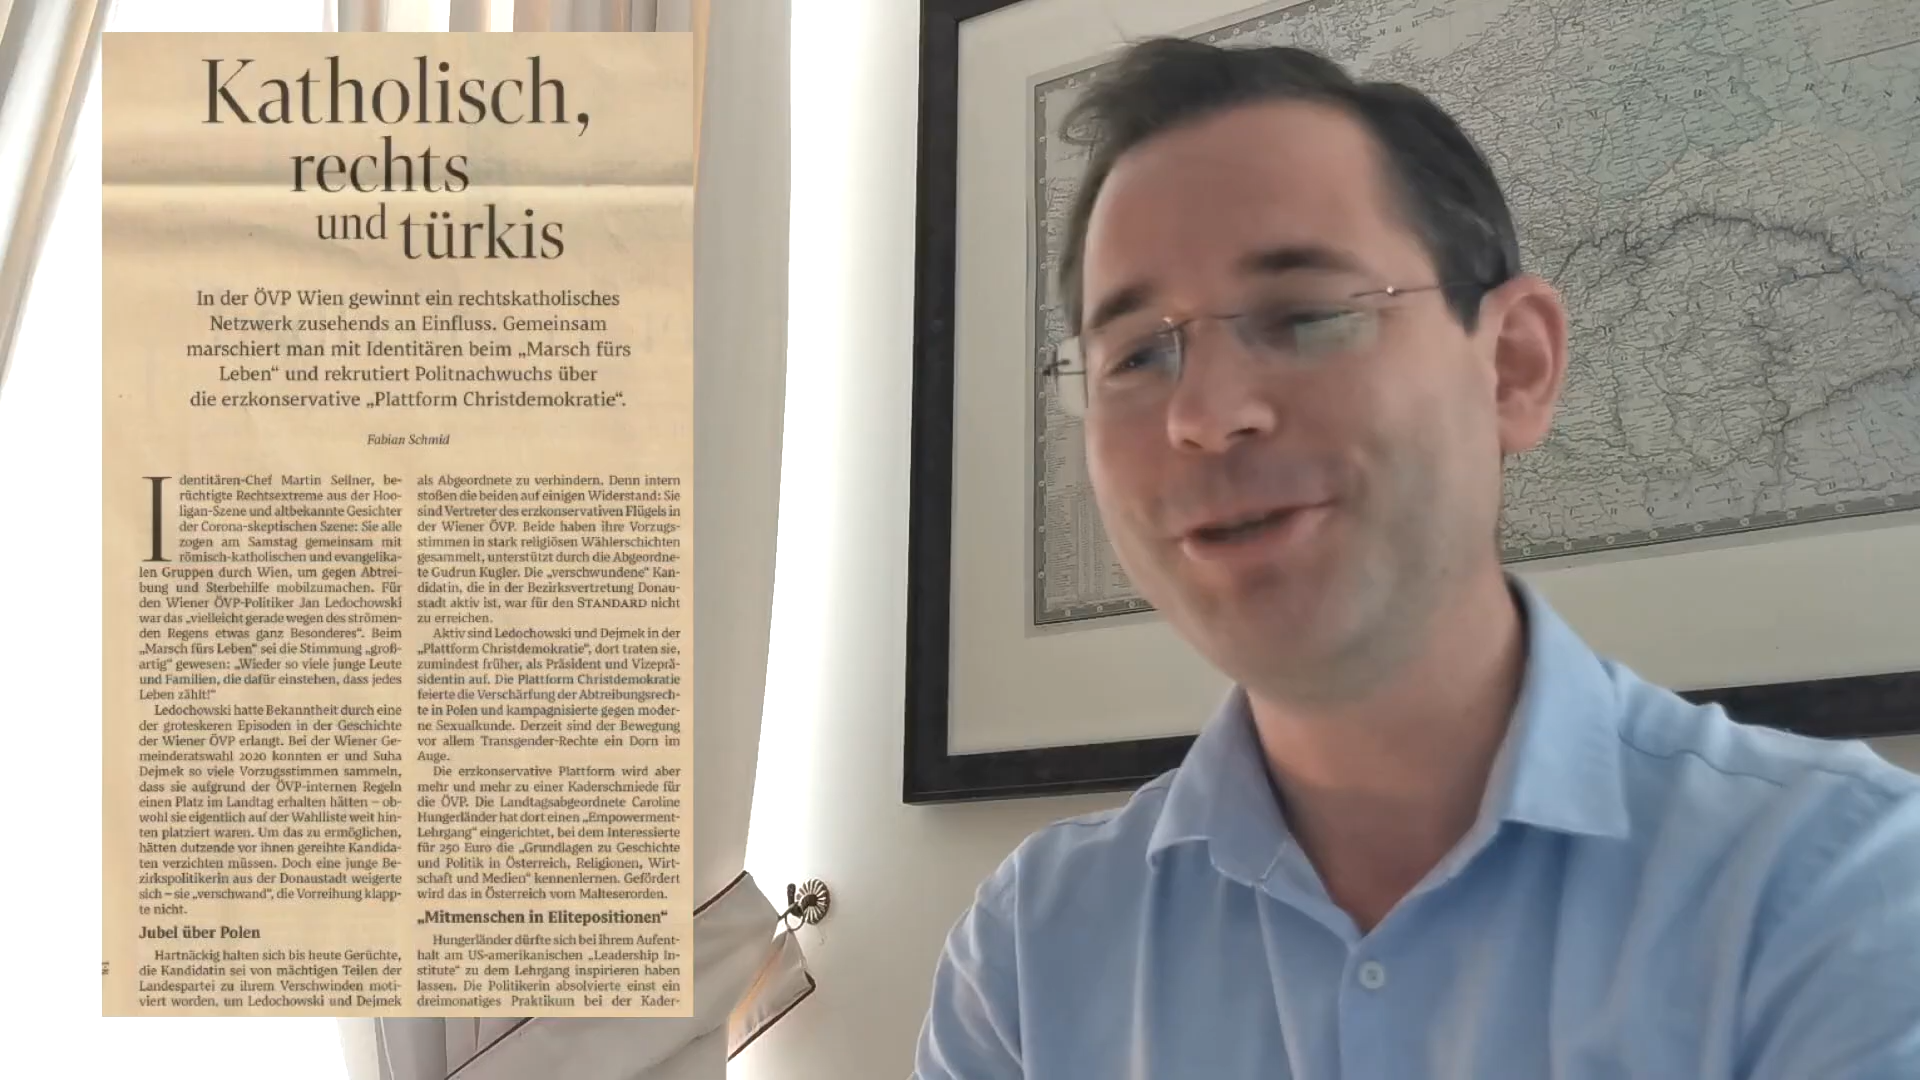 Katholisch,
rechts
und türkis
In der ÖVP Wien gewinnt ein rechtskatholisches
Netzwerk zusehends an Einfluss. Gemeinsam
marschiert man mit Identitären beim „Marsch fürs
Leben“ und rekrutiert Politnachwuchs über
die erzkonservative „Plattform Christdemokratie“.
Fabian Schmid
Identitären-Chef Martin Sellner, be-
rüchtigte Rechtsextreme aus der Hoo-
ligan-Szene und altbekannte Gesichter
der Corona-skeptischen Szene: Sie alle
zogen am Samstag gemeinsam mit
römisch-katholischen und evangelika-
len Gruppen durch Wien, um gegen Abtrei-
bung und Sterbehilfe mobilzumachen. Für
den Wiener ÖVP-Politiker Jan Ledochowski
war das „vielleicht gerade wegen des strömen-
den Regens etwas ganz Besonderes“. Beim
„Marsch fürs Leben“ sei die Stimmung „groß-
artig“ gewesen: „Wieder so viele junge Leute
und Familien, die dafür einstehen, dass jedes
Leben zählt!“
Ledochowski hatte Bekanntheit durch eine
der groteskeren Episoden in der Geschichte
der Wiener ÖVP erlangt. Bei der Wiener Ge-
meinderatswahl 2020 konnten er und Suha
Dejmek so viele Vorzugsstimmen sammeln,
dass sie aufgrund der ÖVP-internen Regeln
einen Platz im Landtag erhalten hätten – ob-
wohl sie eigentlich auf der Wahlliste weit hin-
ten platziert waren. Um das zu ermöglichen,
hätten dutzende vor ihnen gereihte Kandida-
ten verzichten müssen. Doch eine junge Be-
zirkspolitikerin aus der Donaustadt weigerte
sich – sie „verschwand“, die Vorreihung klapp-
te nicht.
Jubel über Polen
Hartnäckig halten sich bis heute Gerüchte,
die Kandidatin sei von mächtigen Teilen der
Landespartei zu ihrem Verschwinden moti-
viert worden, um Ledochowski und Dejmek
als Abgeordnete zu verhindern. Denn intern
stoßen die beiden auf einigen Widerstand: Sie
sind Vertreter des erzkonservativen Flügels in
der Wiener ÖVP. Beide haben ihre Vorzugs-
stimmen in stark religiösen Wählerschichten
gesammelt, unterstützt durch die Abgeordne-
te Gudrun Kugler. Die „verschwundene“ Kan-
didatin, die in der Bezirksvertretung Donau-
stadt aktiv ist, war für den STANDARD nicht
zu erreichen.
Aktiv sind Ledochowski und Dejmek in der
„Plattform Christdemokratie“, dort traten sie,
zumindest früher, als Präsident und Vizeprä-
sidentin auf. Die Plattform Christdemokratie
feierte die Verschärfung der Abtreibungsrech-
te in Polen und kampagnisierte gegen moder-
ne Sexualkunde. Derzeit sind der Bewegung
vor allem Transgender-Rechte ein Dorn im
Auge.
Die erzkonservative Plattform wird aber
mehr und mehr zu einer Kaderschmiede für
die ÖVP. Die Landtagsabgeordnete Caroline
Hungerländer hat dort einen „Empowerment-
Lehrgang“ eingerichtet, bei dem Interessierte
für 250 Euro die „Grundlagen zu Geschichte
und Politik in Österreich, Religionen, Wirt-
schaft und Medien“ kennenlernen. Gefördert
wird das in Österreich vom Malteserorden.
„Mitmenschen in Elitepositionen“
Hungerländer dürfte sich bei ihrem Aufent-
halt am US-amerikanischen „Leadership In-
stitute“ zu dem Lehrgang inspirieren haben
lassen. Die Politikerin absolvierte einst ein
dreimonatiges Praktikum bei der Kader-